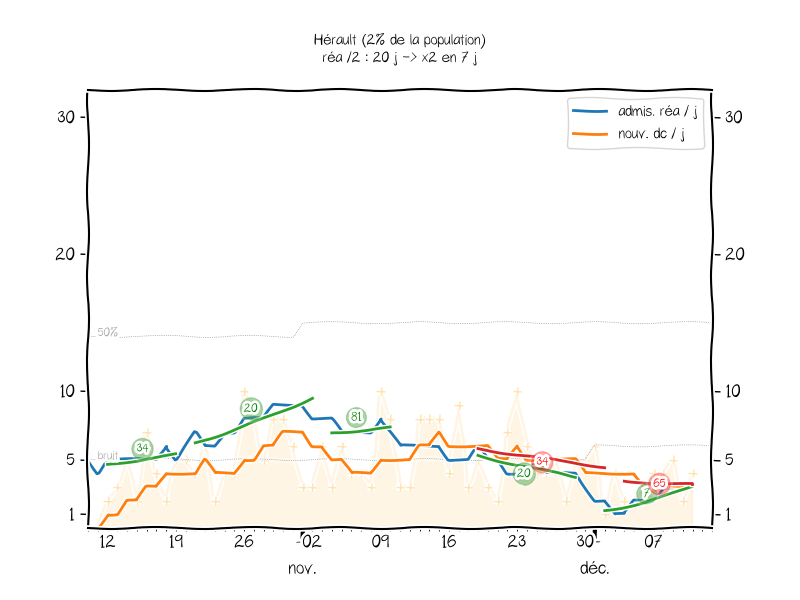 Hérault (2% de la population)
réa /2 : 20 j -> x2 en 7 j
admis. réa / j
nouv. dc / j
30 30
20 20
50%
10 10
20
81
34
bruit
5 5
34
20
65
7
1 1
12 19 26 02 09 16 23 30 07
nov. déc.